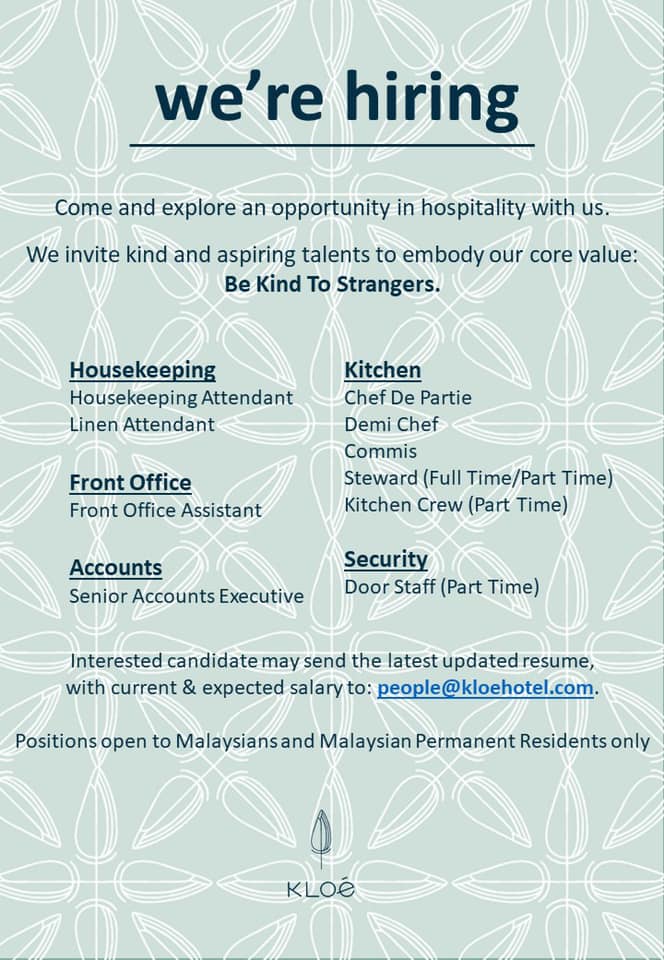 we're hiring
Come and explore an opportunity in hospitality with us.
We invite kind and aspiring talents to embody our core value:
Be Kind To Strangers.
Housekeeping
Housekeeping Attendant
Linen Attendant
Front Office
Front Office Assistant
Accounts
Senior Accounts Executive
Kitchen
Chef De Partie
Demi Chef
Commis
Steward (Full Time/Part Time)
Kitchen Crew (Part Time)
Security
Door Staff (Part Time)
Interested candidate may send the latest updated resume,
with current & expected salary to: people@kloehotel.com.
Positions open to Malaysians and Malaysian Permanent Residents only
KLOé